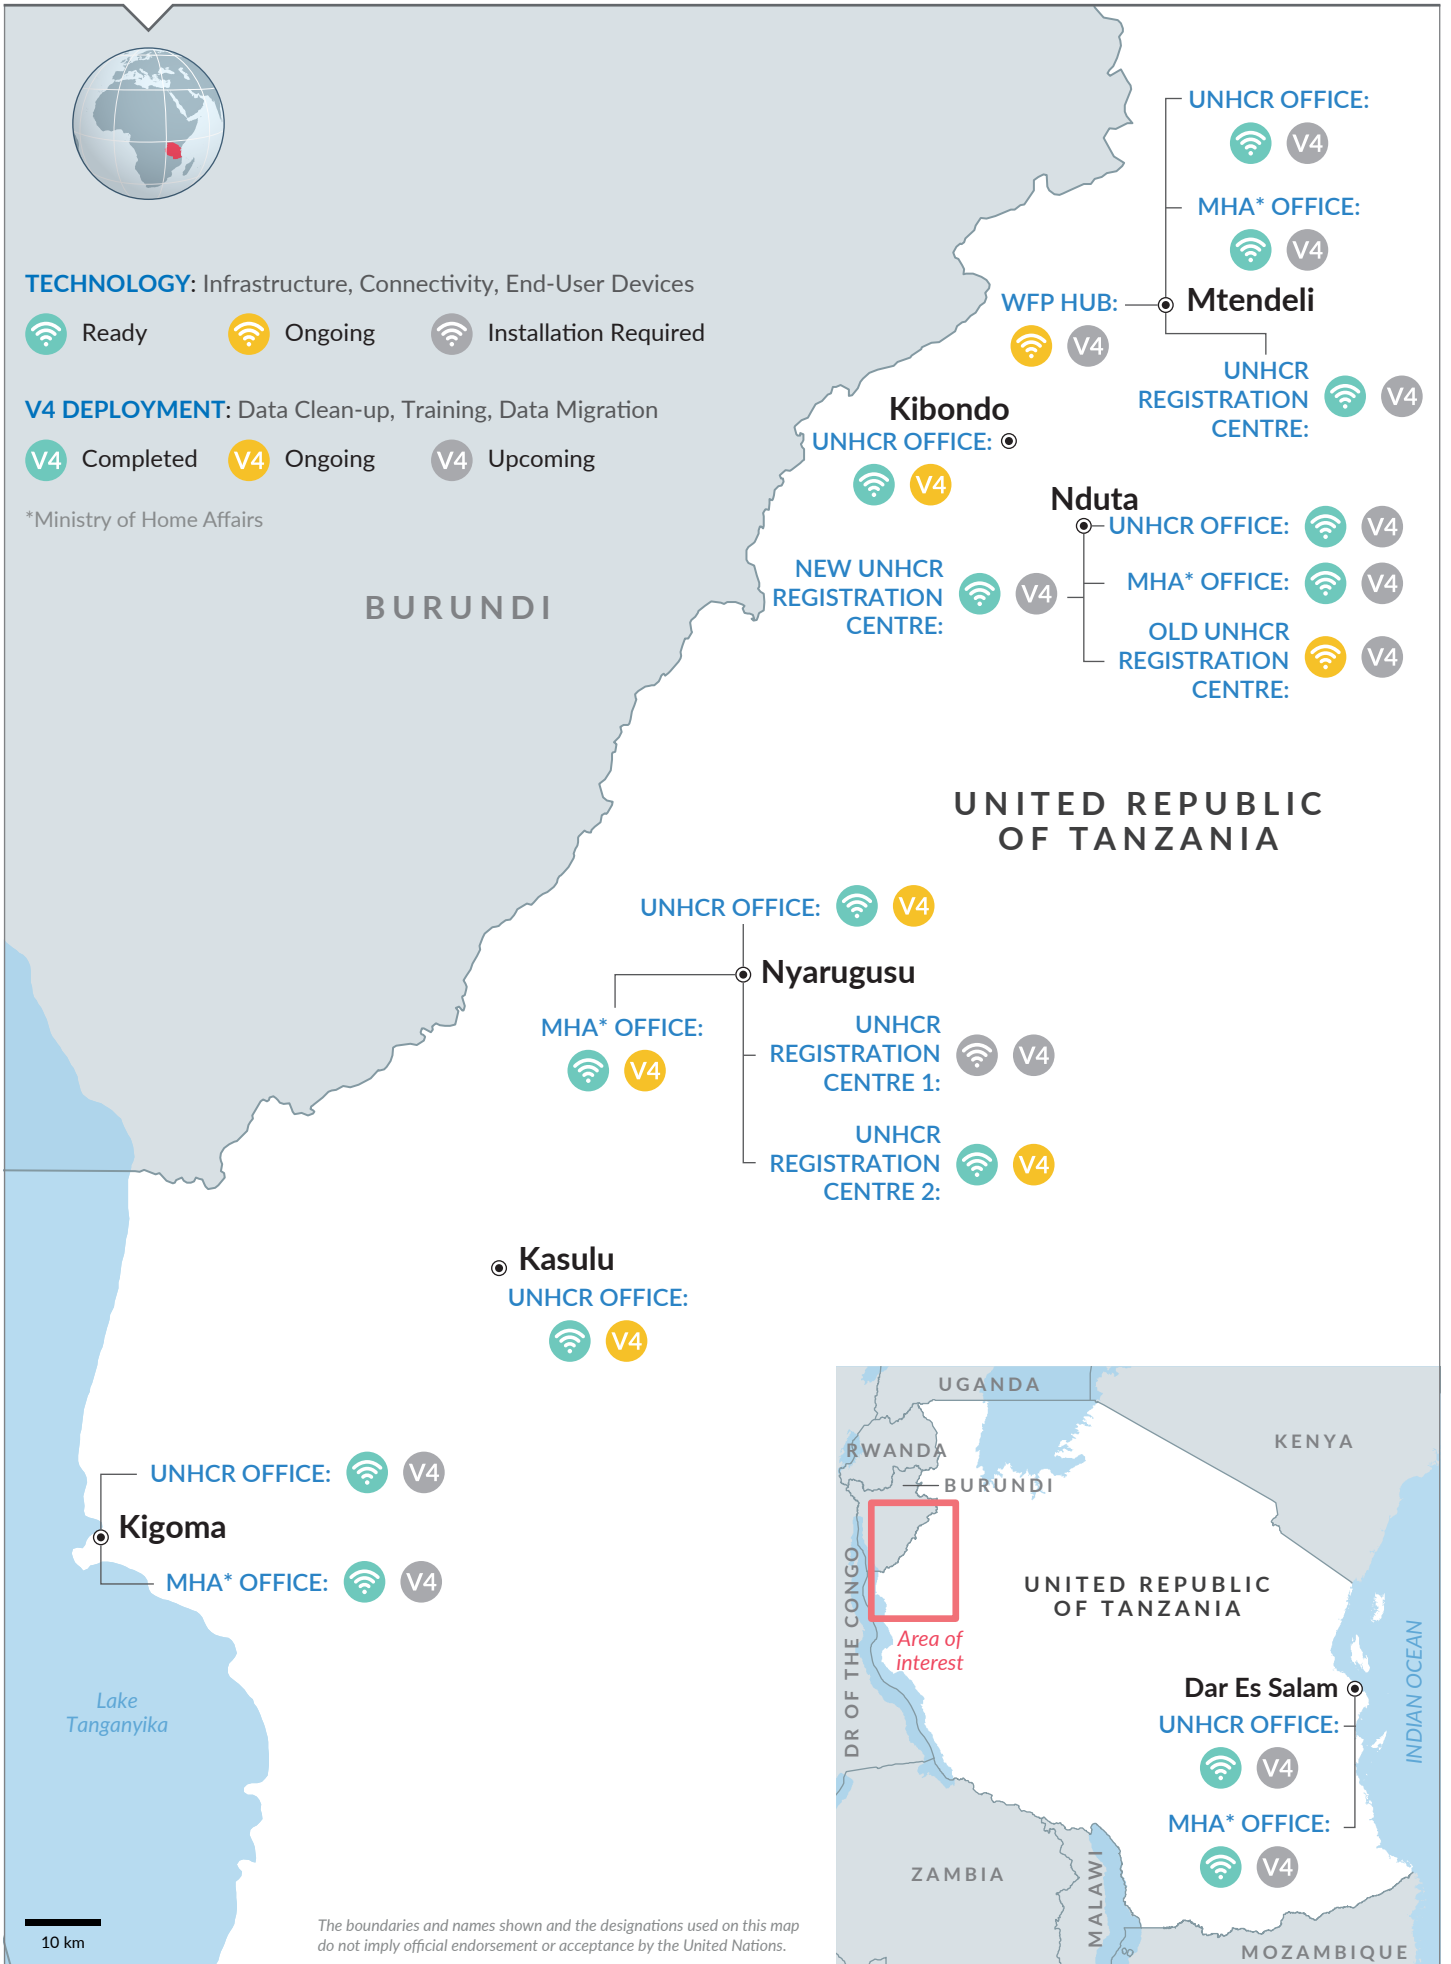 TECHNOLOGY: Infrastructure, Connectivity, End-User Devices
Ready
Ongoing
Installation Required
V4 DEPLOYMENT: Data Clean-up, Training, Data Migration
V4 Completed
V4 Ongoing
V4 Upcoming
*Ministry of Home Affairs
BURUNDI
UNHCR OFFICE:
V4
MHA* OFFICE:
V4
WFP HUB:
V4
Mtendeli
UNHCR
REGISTRATION
CENTRE:
V4
Kibondo
UNHCR OFFICE:
V4
Nduta
UNHCR OFFICE:
V4
MHA* OFFICE:
V4
NEW UNHCR
REGISTRATION
CENTRE:
V4
OLD UNHCR
REGISTRATION
CENTRE:
V4
UNITED REPUBLIC
OF TANZANIA
UNHCR OFFICE:
V4
Nyarugusu
MHA* OFFICE:
V4
UNHCR
REGISTRATION
CENTRE 1:
V4
UNHCR
REGISTRATION
CENTRE 2:
V4
Kasulu
UNHCR OFFICE:
V4
UNHCR OFFICE:
V4
Kigoma
MHA* OFFICE:
V4
Lake
Tanganyika
10 km
The boundaries and names shown and the designations used on this map
do not imply official endorsement or acceptance by the United Nations.
UGANDA
RWANDA
BURUNDI
KENYA
DR OF THE CONGO
UNITED REPUBLIC
OF TANZANIA
Area of
interest
INDIAN OCEAN
Dar Es Salam
UNHCR OFFICE:
V4
MHA* OFFICE:
V4
ZAMBIA
MALAWI
MOZAMBIQUE